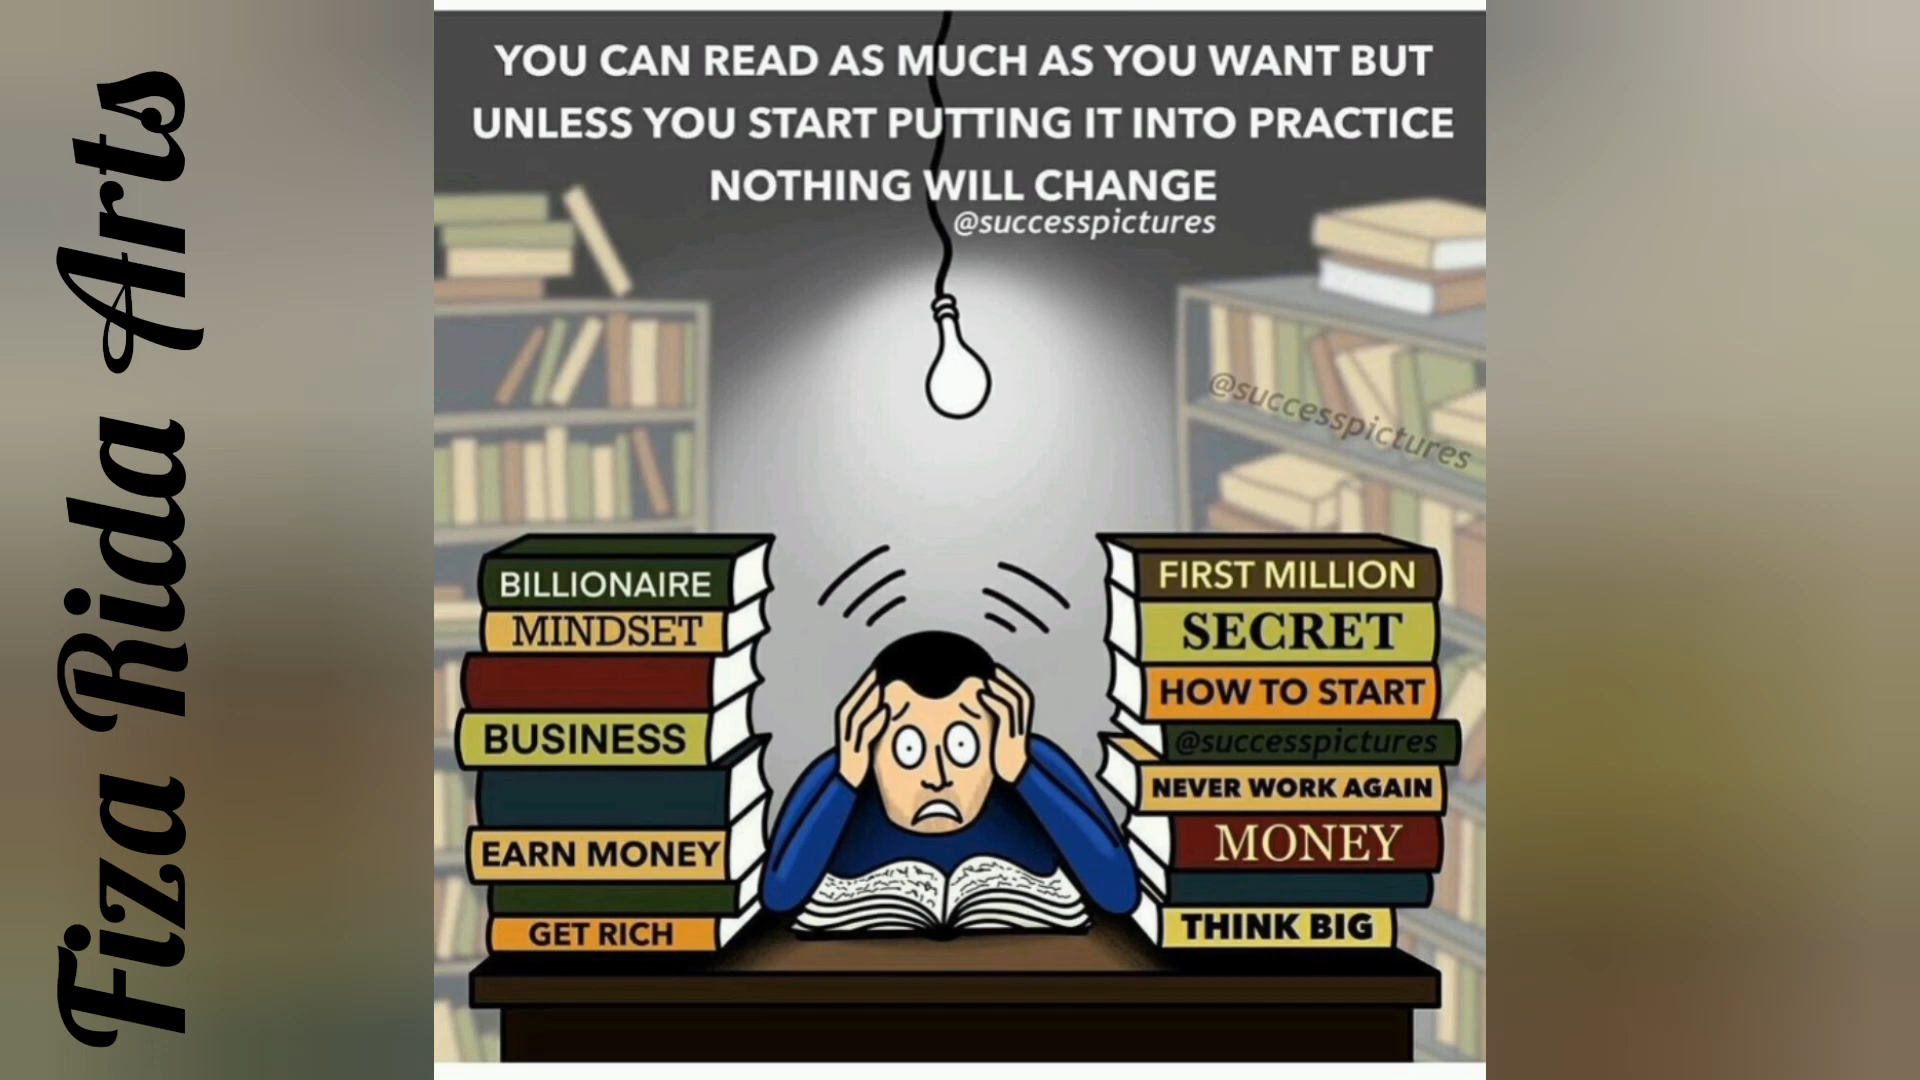 Fiza Rida Arts
YOU CAN READ AS MUCH AS YOU WANT BUT
UNLESS YOU START PUTTING IT INTO PRACTICE
NOTHING WILL CHANGE
@successpictures
@successpictures
BILLIONAIRE
MINDSET
BUSINESS
EARN MONEY
GET RICH
FIRST MILLION
SECRET
HOW TO START
@successpictures
NEVER WORK AGAIN
MONEY
THINK BIG